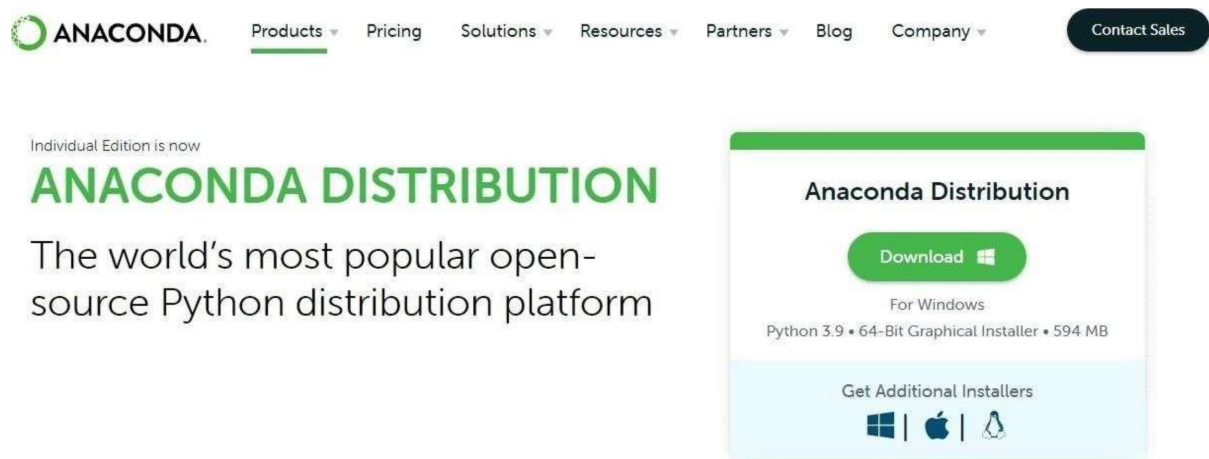 ANACONDA.
Products Pricing Solutions Resources Partners Blog Company Contact Sales
Individual Edition is now
ANACONDA DISTRIBUTION
The world's most popular open-
source Python distribution platform
Anaconda Distribution
Download
For Windows
Python 3.9 • 64-Bit Graphical Installer • 594 MB
Get Additional Installers
| |